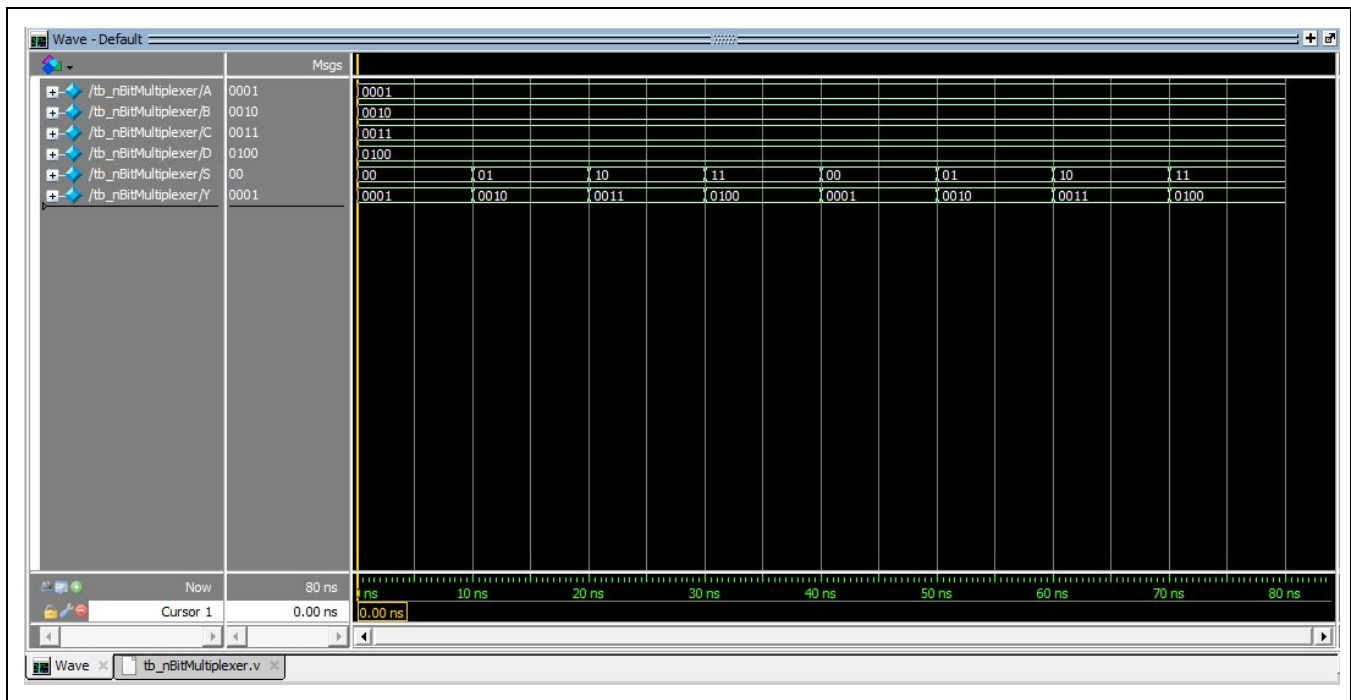 Wave - Default
Msgs
/tb_nBitMultiplexer/A 0001 0001
/tb_nBitMultiplexer/B 0010 0010
/tb_nBitMultiplexer/C 0011 0011
/tb_nBitMultiplexer/D 0100 0100
/tb_nBitMultiplexer/S 00 00 01 10 11 00 01 10 11
/tb_nBitMultiplexer/Y 0001 0001 0010 0011 0100 0001 0010 0011 0100
Now 80 ns ns 10 ns 20 ns 30 ns 40 ns 50 ns 60 ns 70 ns 80 ns
Cursor 1 0.00 ns 0.00 ns
Wave tb_nBitMultiplexer.v